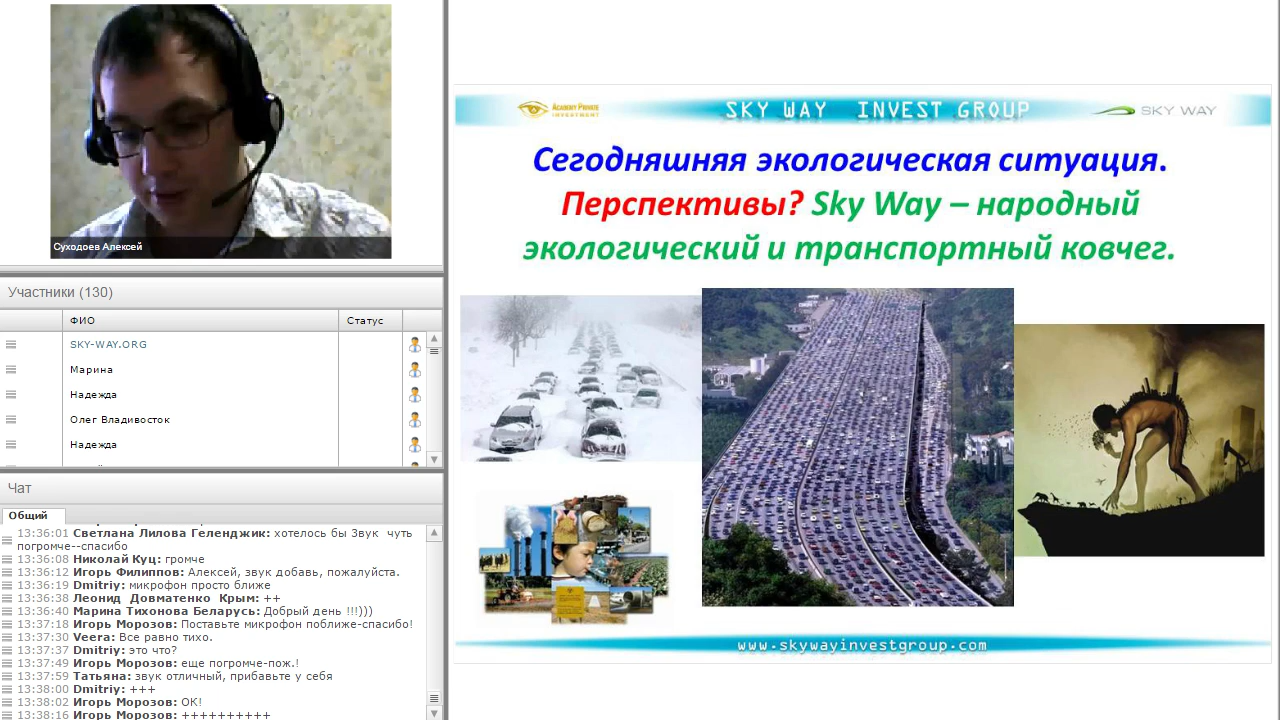 Суходоев Алексей
Участники (130)
ФИО Статус
SKY-WAY.ORG
Марина
Надежда
Олег Владивосток
Надежда
Чат
Общий
13:36:01 Светлана Лилова Геленджик: хотелось бы Звук чуть
погромче--спасибо
13:36:08 Николай Куц: громче
13:36:12 Игорь Филиппов: Алексей, звук добавь, пожалуйста.
13:36:19 Dmitriy: микрофон просто ближе
13:36:38 Леонид Довматенко Крым: ++
13:36:40 Марина Тихонова Беларусь: Добрый день !!!)))
13:37:18 Игорь Морозов: Поставьте микрофон поближе-спасибо!
13:37:30 Veera: Все равно тихо.
13:37:37 Dmitriy: это что?
13:37:49 Игорь Морозов: еще погромче-пож.!
13:37:59 Татьяна: звук отличный, прибавьте у себя
13:38:00 Dmitriy: +++
13:38:02 Игорь Морозов: ОК!
13:38:16 Игорь Морозов: ++++++++++
ACADEMY PRIVATE
INVESTMENT
SKY WAY INVEST GROUP
SKY WAY
Сегодняшняя экологическая ситуация.
Перспективы? Sky Way – народный
экологический и транспортный ковчег.
www.skywayinvestgroup.com